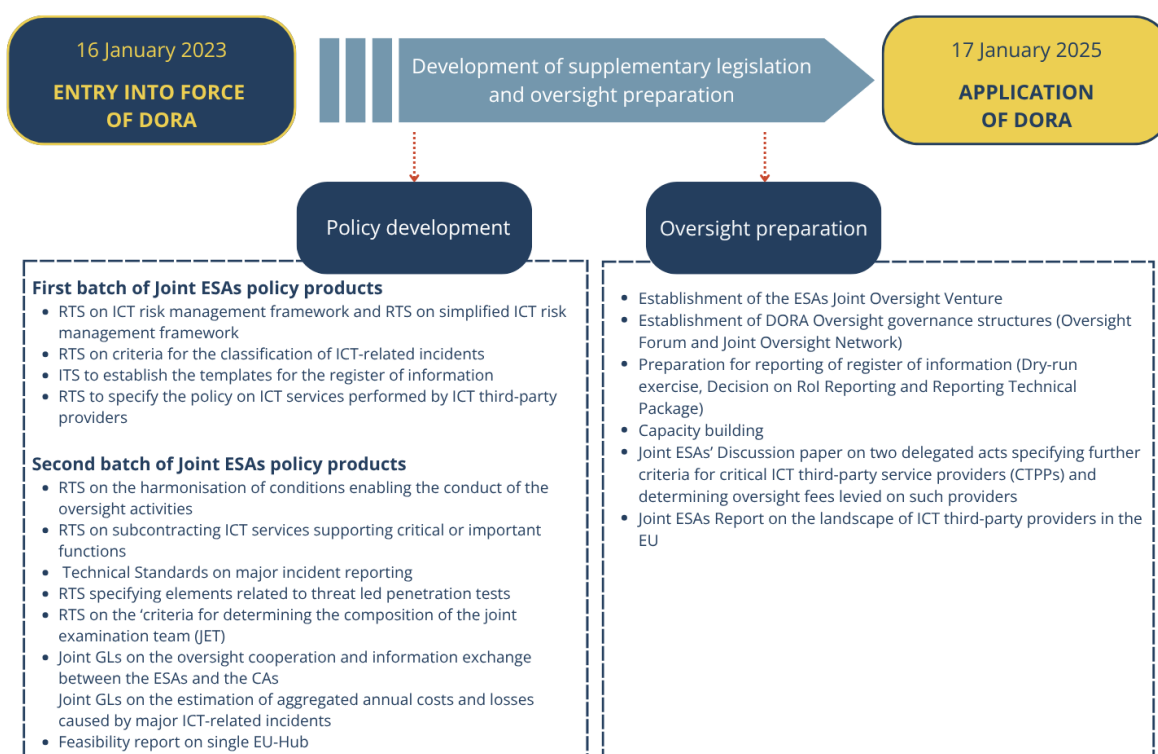 16 January 2023
ENTRY INTO FORCE
OF DORA
Development of supplementary legislation
and oversight preparation
17 January 2025
APPLICATION
OF DORA
Policy development
First batch of Joint ESAs policy products
• RTS on ICT risk management framework and RTS on simplified ICT risk
management framework
• RTS on criteria for the classification of ICT-related incidents
• ITS to establish the templates for the register of information
• RTS to specify the policy on ICT services performed by ICT third-party
providers
Second batch of Joint ESAs policy products
• RTS on the harmonisation of conditions enabling the conduct of the
oversight activities
• RTS on subcontracting ICT services supporting critical or important
functions
• Technical Standards on major incident reporting
• RTS specifying elements related to threat led penetration tests
• RTS on the ‘criteria for determining the composition of the joint
examination team (JET)
• Joint GLs on the oversight cooperation and information exchange
between the ESAs and the CAs
Joint GLs on the estimation of aggregated annual costs and losses
caused by major ICT-related incidents
• Feasibility report on single EU-Hub
Oversight preparation
• Establishment of the ESAs Joint Oversight Venture
• Establishment of DORA Oversight governance structures (Oversight
Forum and Joint Oversight Network)
• Preparation for reporting of register of information (Dry-run
exercise, Decision on RoI Reporting and Reporting Technical
Package)
• Capacity building
• Joint ESAs’ Discussion paper on two delegated acts specifying further
criteria for critical ICT third-party service providers (CTPPs) and
determining oversight fees levied on such providers
• Joint ESAs Report on the landscape of ICT third-party providers in the
EU